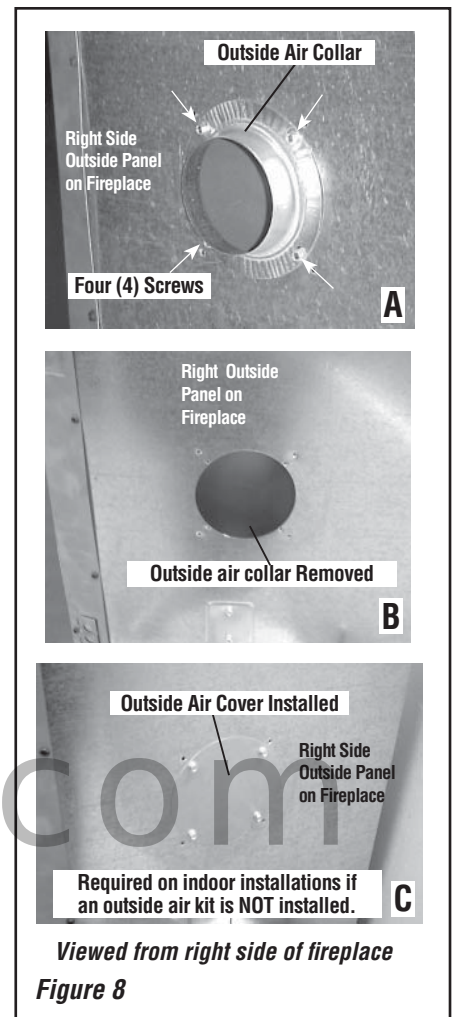 Outside Air Collar
Right Side
Outside Panel
on Fireplace
Four (4) Screws
A
Right Outside
Panel on
Fireplace
Outside air collar Removed
B
Outside Air Cover Installed
Right Side
Outside Panel
on Fireplace
com
Required on indoor installations if
an outside air kit is NOT installed.
C
Viewed from right side of fireplace
Figure 8